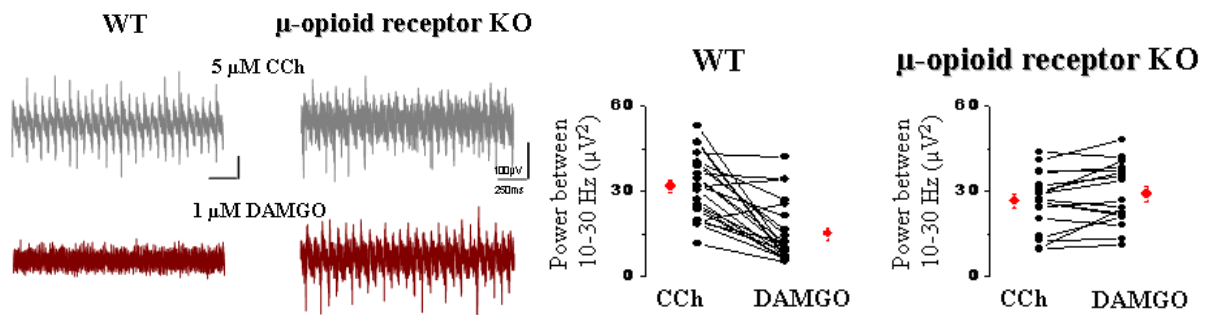 WT
μ-opioid receptor KO
5 μM CCh
100μV
250ms
1 μM DAMGO
WT
Power between
10-30 Hz (μV²)
60
30
0
CCh
DAMGO
μ-opioid receptor KO
Power between
10-30 Hz (μV²)
60
30
0
CCh
DAMGO